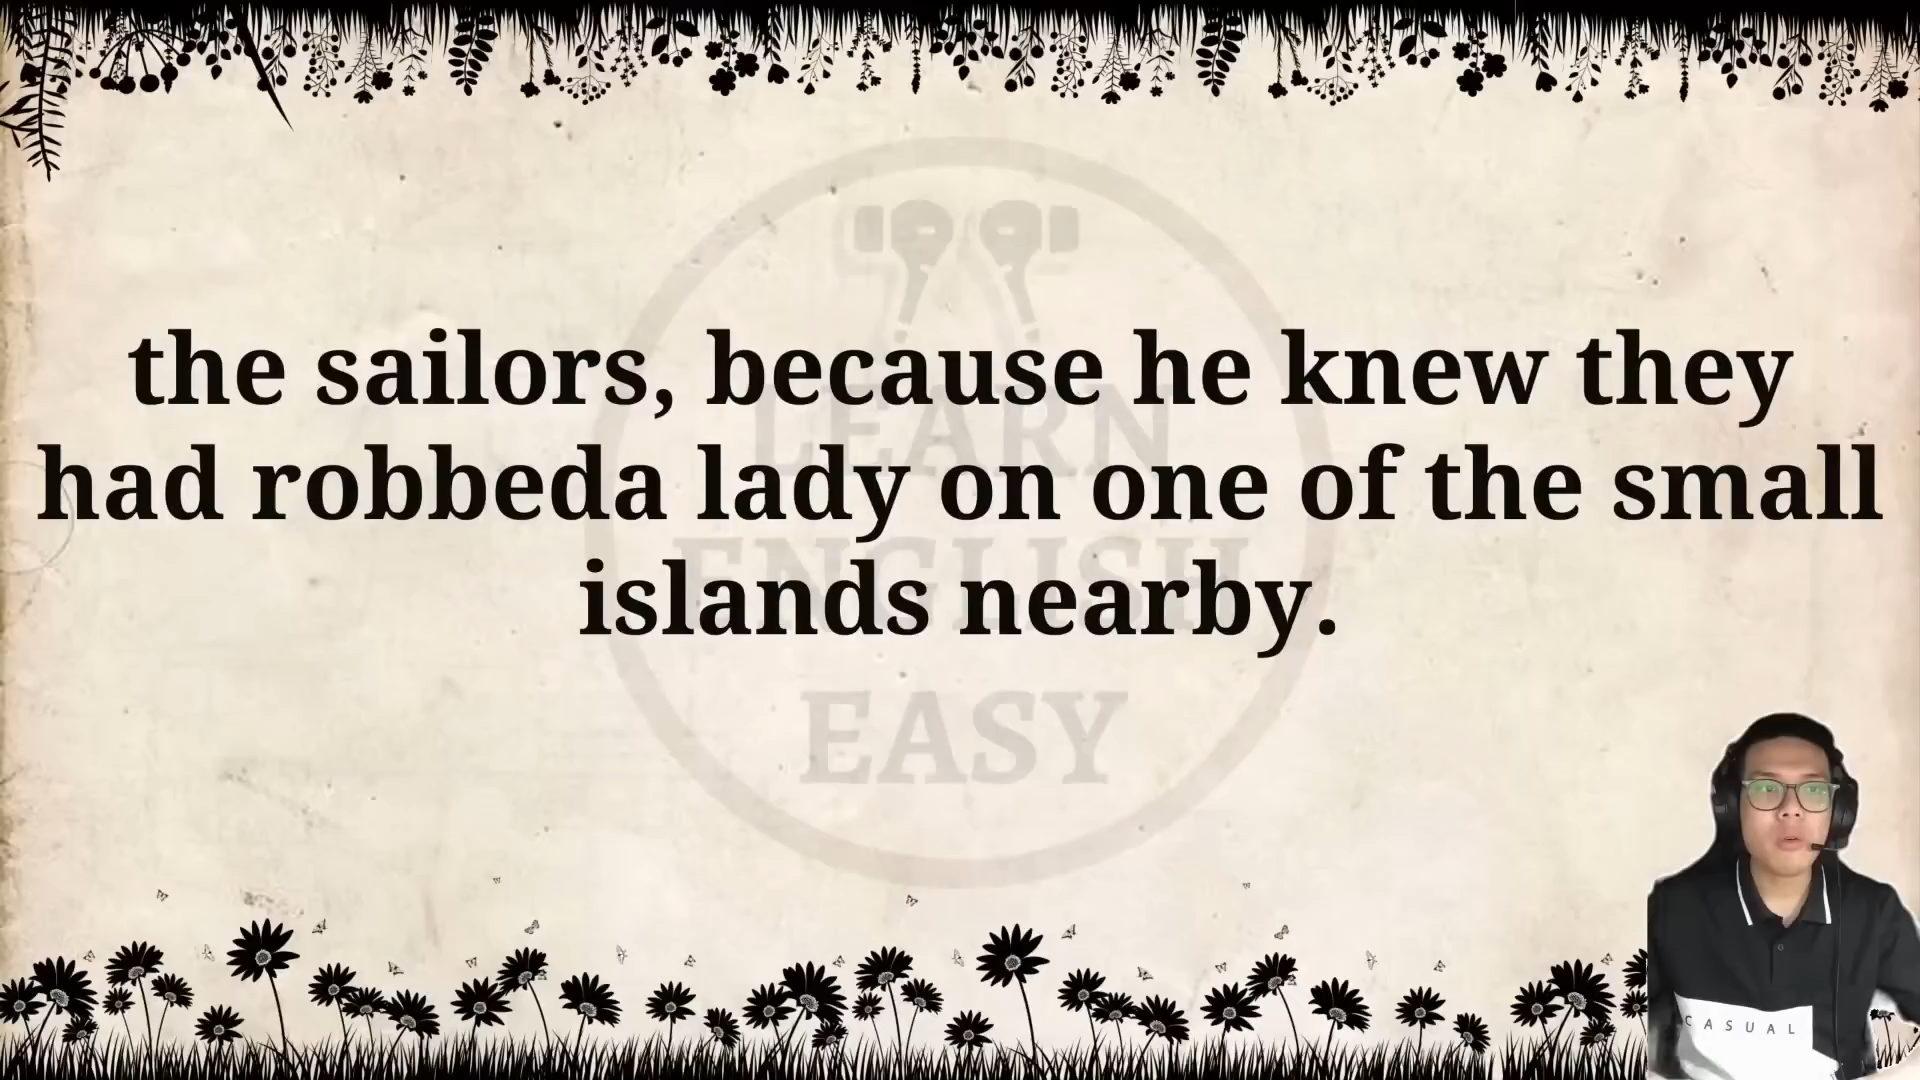 the sailors, because he knew they
had robbeda lady on one of the small
islands nearby.
LEARN
ENGLISH
EASY
CASUAL